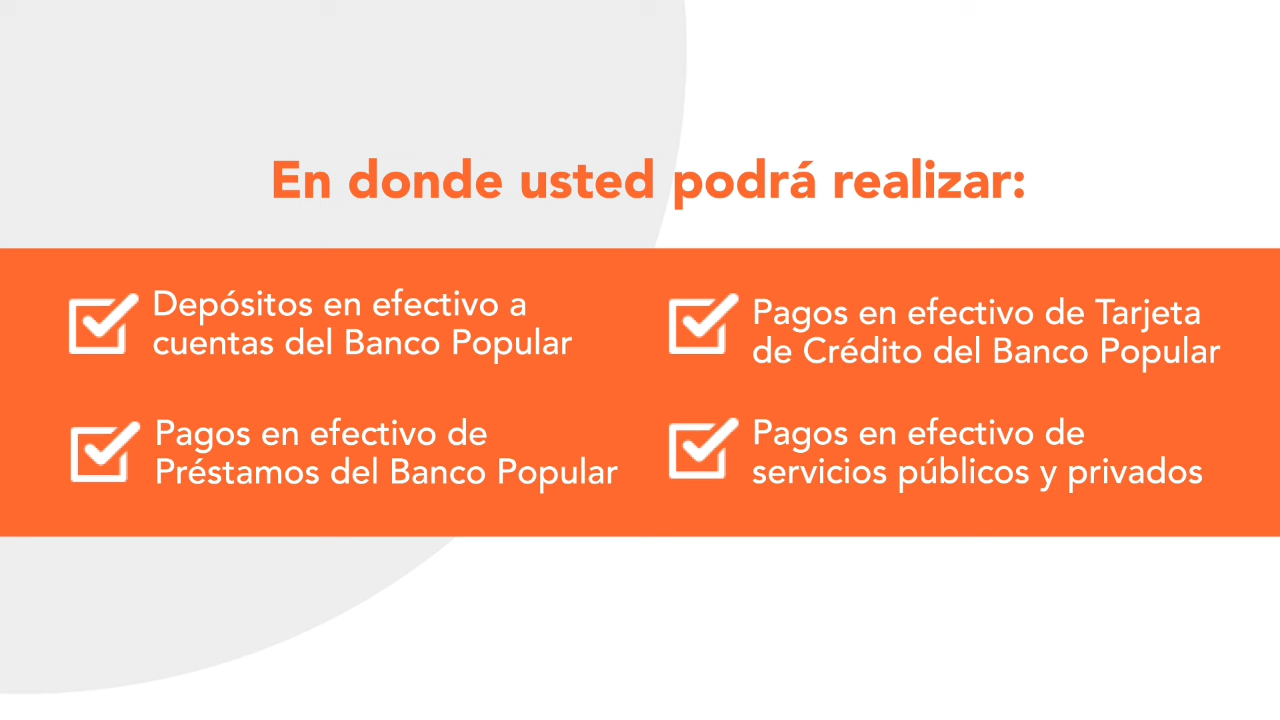 En donde usted podrá realizar:
Depósitos en efectivo a
cuentas del Banco Popular
Pagos en efectivo de Tarjeta
de Crédito del Banco Popular
Pagos en efectivo de
Préstamos del Banco Popular
Pagos en efectivo de
servicios públicos y privados